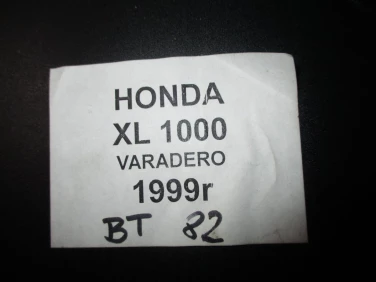 HONDA
XL 1000
VARADERO
1999r
BT 82